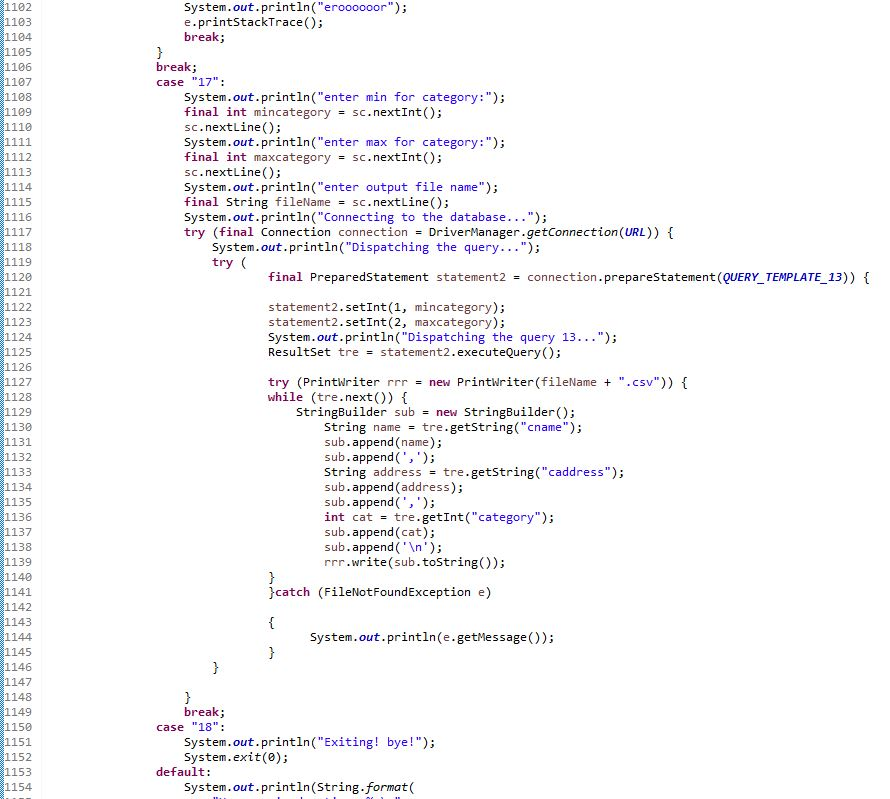 1102 System.out.println("eroooooor");
1103 e.printStackTrace();
1104 break;
1105 }
1106 break;
1107 case "17":
1108 System.out.println("enter min for category:");
1109 final int mincategory = sc.nextInt();
1110 sc.nextLine();
1111 System.out.println("enter max for category:");
1112 final int maxcategory = sc.nextInt();
1113 sc.nextLine();
1114 System.out.println("enter output file name");
1115 final String fileName = sc.nextLine();
1116 System.out.println("Connecting to the database...");
1117 try (final Connection connection = DriverManager.getConnection(URL)) {
1118 System.out.println("Dispatching the query...");
1119 try (
1120 final PreparedStatement statement2 = connection.prepareStatement(QUERY_TEMPLATE_13)) {
1121
1122 statement2.setInt(1, mincategory);
1123 statement2.setInt(2, maxcategory);
1124 System.out.println("Dispatching the query 13...");
1125 ResultSet tre = statement2.executeQuery();
1126
1127 try (PrintWriter rrr = new PrintWriter(fileName + ".csv")) {
1128 while (tre.next()) {
1129 StringBuilder sub = new StringBuilder();
1130 String name = tre.getString("cname");
1131 sub.append(name);
1132 sub.append(',');
1133 String address = tre.getString("caddress");
1134 sub.append(address);
1135 sub.append(',');
1136 int cat = tre.getInt("category");
1137 sub.append(cat);
1138 sub.append('\n');
1139 rrr.write(sub.toString());
1140 }
1141 }catch (FileNotFoundException e)
1142
1143 {
1144 System.out.println(e.getMessage());
1145 }
1146 }
1147
1148 }
1149 break;
1150 case "18":
1151 System.out.println("Exiting! bye!");
1152 System.exit(0);
1153 default:
1154 System.out.println(String.format(